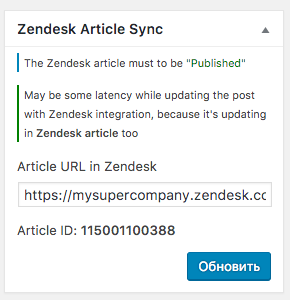 Zendesk Article Sync
The Zendesk article must to be "Published"
May be some latency while updating the post
with Zendesk integration, because it's updating
in Zendesk article too
Article URL in Zendesk
https://mysupercompany.zendesk.cc
Article ID: 115001100388
Обновить